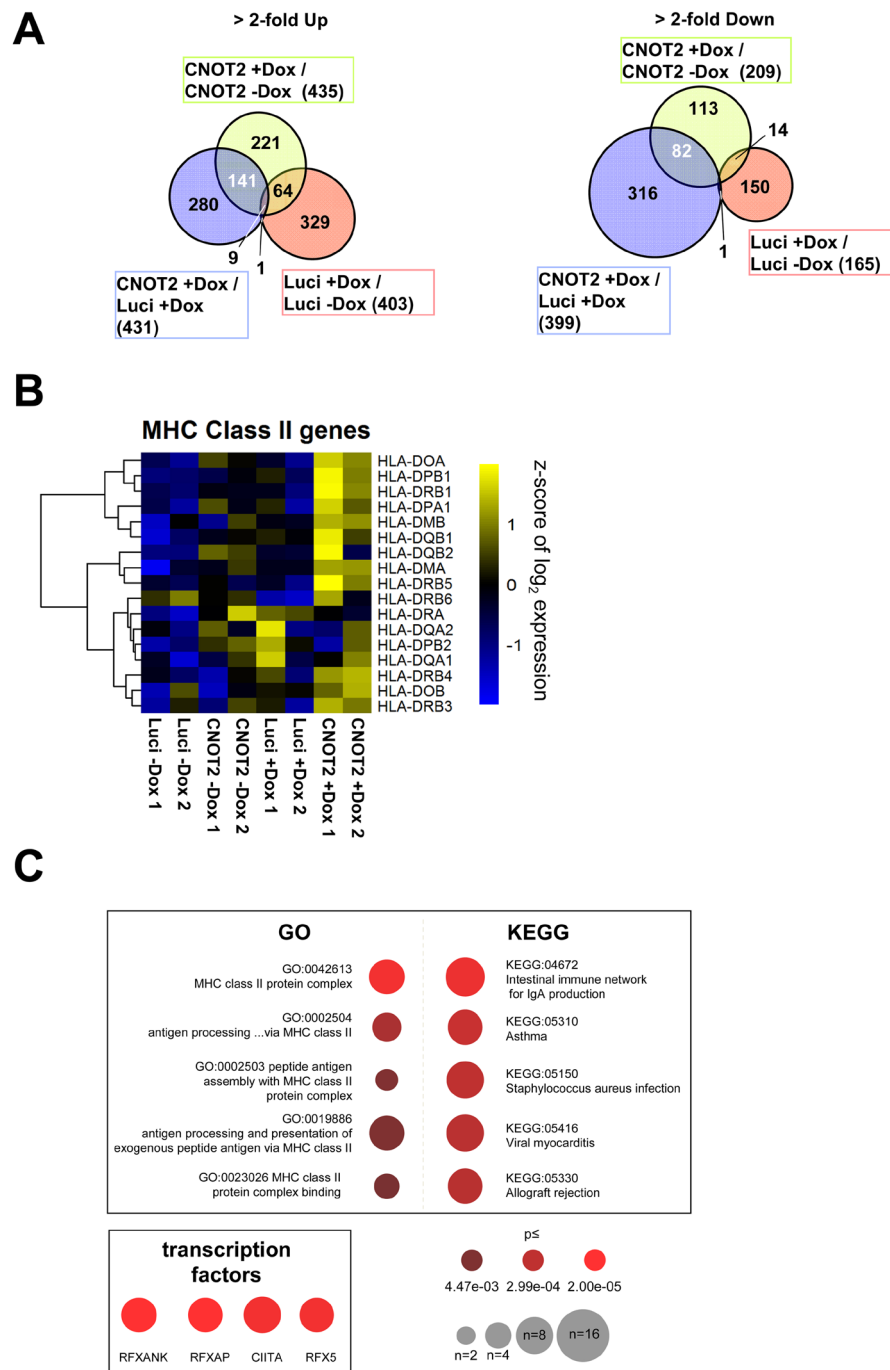 A
> 2-fold Up
> 2-fold Down
CNOT2 +Dox /
CNOT2 -Dox (435)
221
141
64
280
329
9
1
CNOT2 +Dox /
Luci +Dox
(431)
Luci +Dox /
Luci -Dox (403)
CNOT2 +Dox /
CNOT2 -Dox (209)
113
14
82
316
150
1
Luci +Dox /
Luci -Dox (165)
CNOT2 +Dox /
Luci +Dox
(399)
B
MHC Class II genes
HLA-DOA
HLA-DPB1
HLA-DRB1
HLA-DPA1
HLA-DMB
HLA-DQB1
HLA-DQB2
HLA-DMA
HLA-DRB5
HLA-DRB6
HLA-DRA
HLA-DQA2
HLA-DPB2
HLA-DQA1
HLA-DRB4
HLA-DOB
HLA-DRB3
1
0
-1
z-score of log2 expression
Luci -Dox 1
Luci -Dox 2
CNOT2 -Dox 1
CNOT2 -Dox 2
Luci +Dox 1
Luci +Dox 2
CNOT2 +Dox 1
CNOT2 +Dox 2
C
GO
GO:0042613
MHC class II protein complex
GO:0002504
antigen processing ...via MHC class II
GO:0002503 peptide antigen
assembly with MHC class II
protein complex
GO:0019886
antigen processing and presentation of
exogenous peptide antigen via MHC class II
GO:0023026 MHC class II
protein complex binding
KEGG
KEGG:04672
Intestinal immune network
for IgA production
KEGG:05310
Asthma
KEGG:05150
Staphylococcus aureus infection
KEGG:05416
Viral myocarditis
KEGG:05330
Allograft rejection
transcription
factors
RFXANK
RFXAP
CIITA
RFX5
p≤
4.47e-03
2.99e-04
2.00e-05
n=2
n=4
n=8
n=16